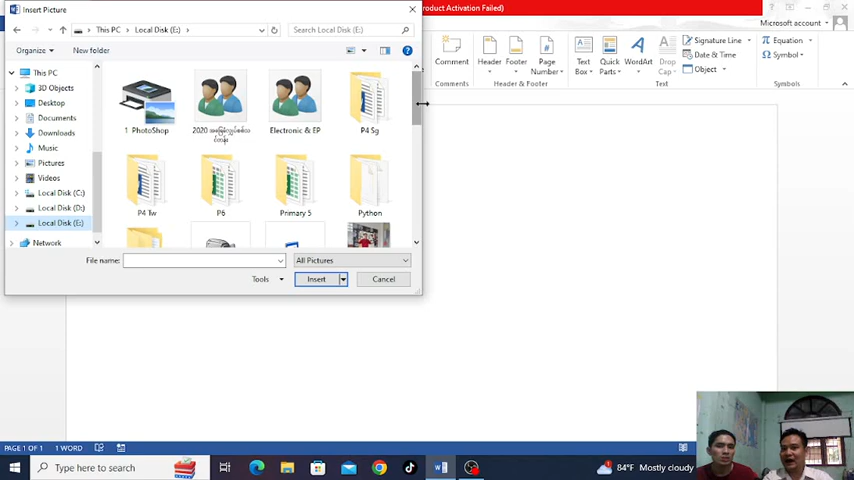 Insert Picture
roduct Activation Failed)
Microsoft account
This PC > Local Disk (E:) >
Search Local Disk (E:)
Organize
New folder
Comment
Header
Footer
Page
Number
Text
Box
Quick
Parts
WordArt
Drop
Cap
Signature Line
Date & Time
Object
Equation
Symbol
Comments
Header & Footer
Text
Symbols
This PC
3D Objects
Desktop
Documents
Downloads
Music
Pictures
Videos
Local Disk (C:)
Local Disk (D:)
Local Disk (E:)
Network
1 PhotoShop
2020
Electronic & EP
P4 Sg
P4 Tw
P6
Primary 5
Python
File name:
All Pictures
Tools
Insert
Cancel
PAGE 1 OF 1
1 WORD
Type here to search
84°F Mostly cloudy